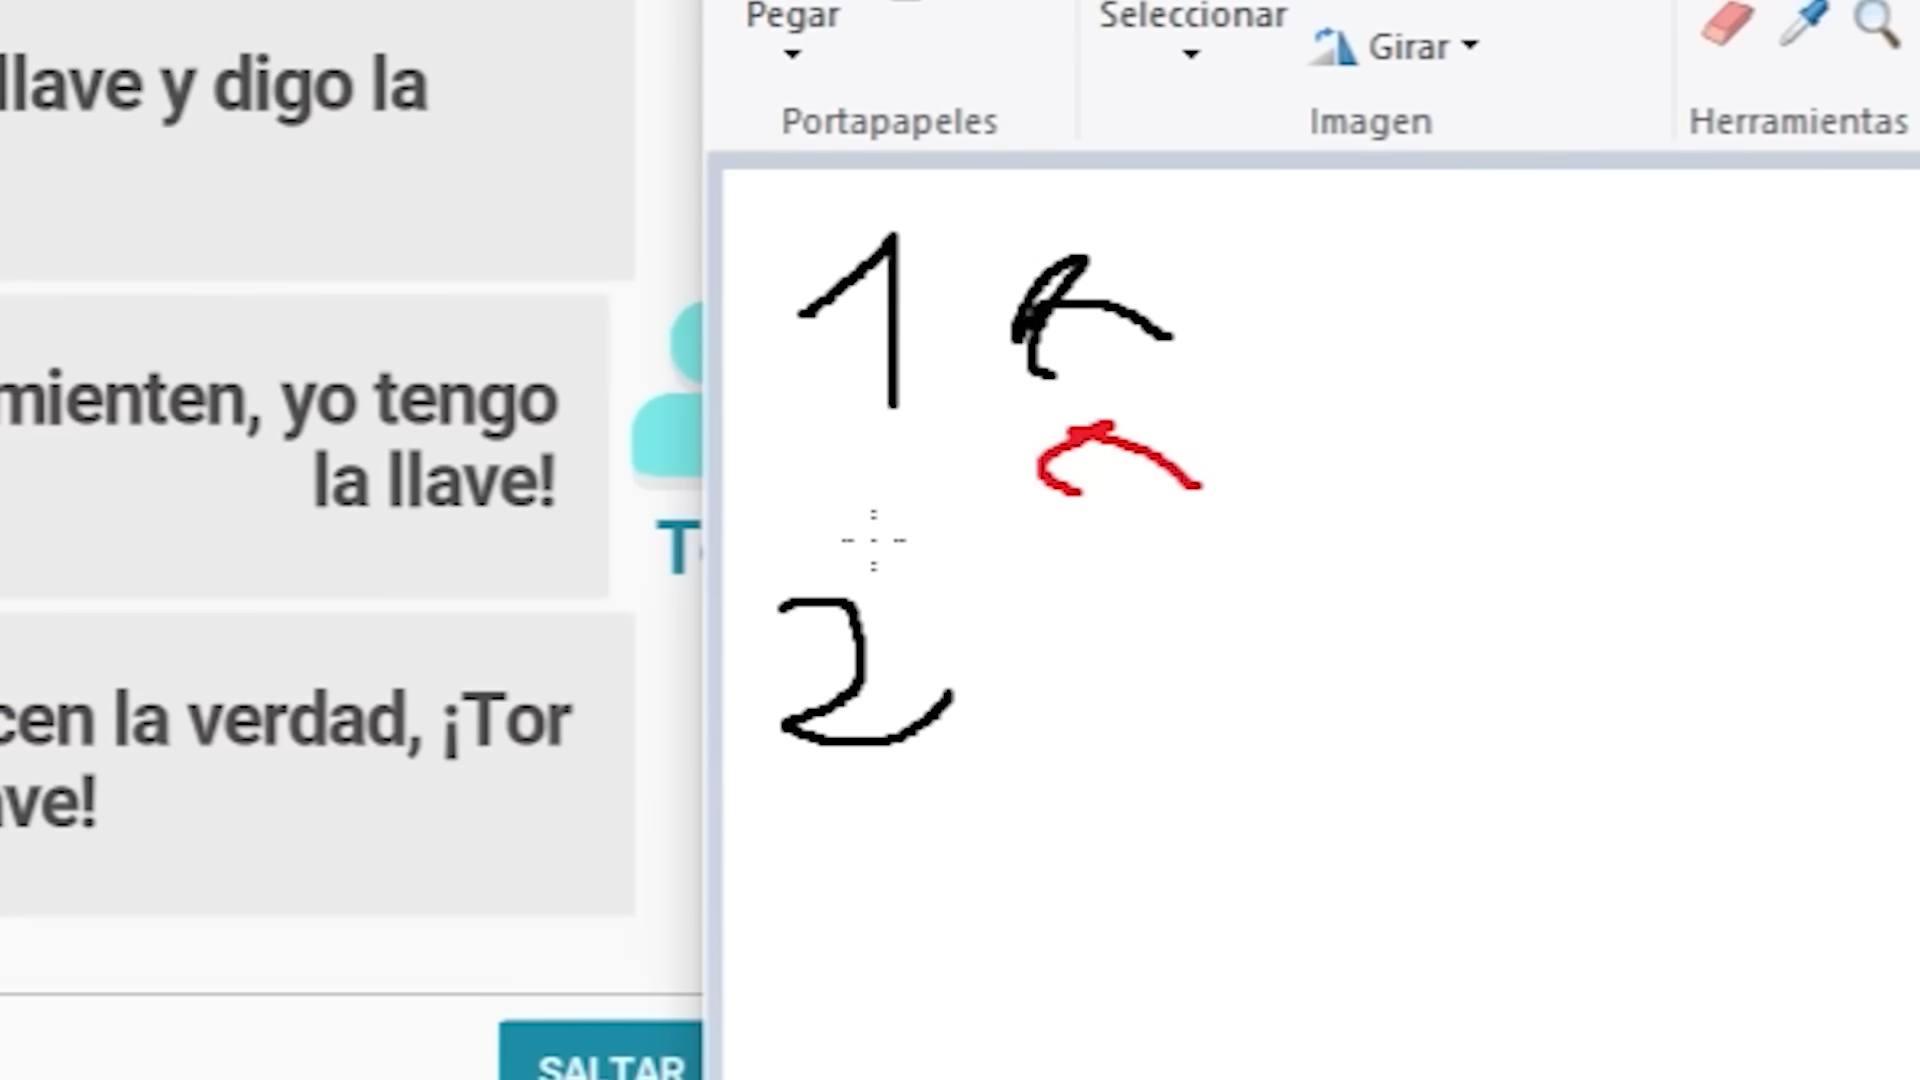 llave y digo la
mienten, yo tengo
la llave!
cen la verdad, ¡Tor
ve!
SALTAR
Pegar
Seleccionar
Girar
Portapapeles
Imagen
Herramientas
1
2